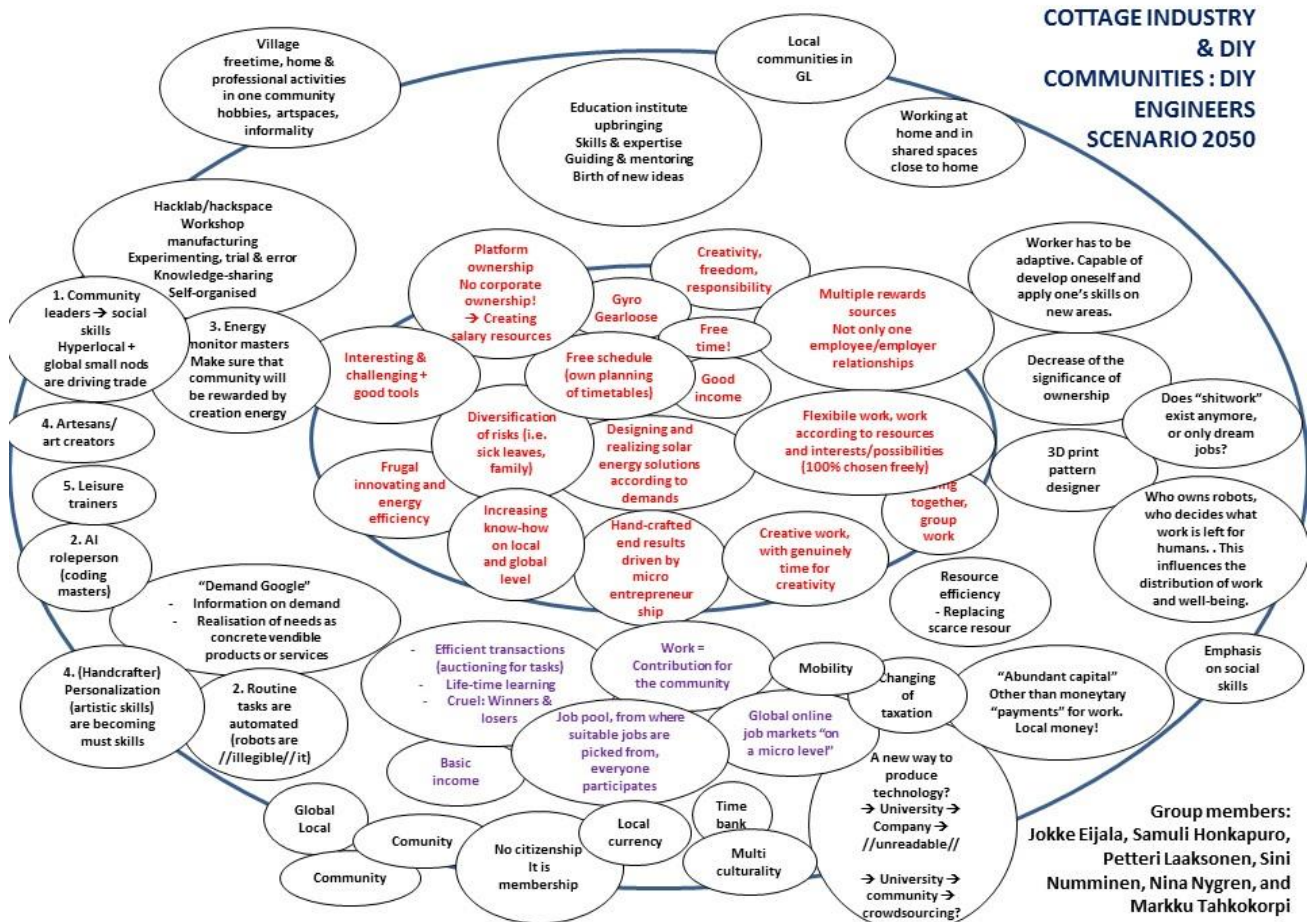 COTTAGE INDUSTRY
& DIY
COMMUNITIES : DIY
ENGINEERS
SCENARIO 2050
Village
freetime, home &
professional activities
in one community
hobbies, artspaces,
informality
Local
communities in
GL
Education institute
upbringing
Skills & expertise
Guiding & mentoring
Birth of new ideas
Working at
home and in
shared spaces
close to home
Hacklab/hackspace
Workshop
manufacturing
Experimenting, trial & error
Knowledge-sharing
Self-organised
Platform
ownership
No corporate
ownership!
→ Creating
salary resources
Creativity,
freedom,
responsibility
Gyro
Gearloose
Free
time!
Multiple rewards
sources
Not only one
employee/employer
relationships
Worker has to be
adaptive. Capable of
develop oneself and
apply one's skills on
new areas.
1. Community
leaders → social
skills
Hyperlocal +
global small nods
are driving trade
3. Energy
monitor masters
Make sure that
community will
be rewarded by
creation energy
Interesting &
challenging +
good tools
Free schedule
(own planning
of timetables)
Good
income
Decrease of the
significance of
ownership
Does "shitwork"
exist anymore,
or only dream
jobs?
4. Artesans/
art creators
Diversification
of risks (i.e.
sick leaves,
family)
Designing and
realizing solar
energy solutions
according to
demands
Flexibile work, work
according to resources
and interests/possibilities
(100% chosen freely)
3D print
pattern
designer
5. Leisure
trainers
Frugal
innovating and
energy
efficiency
together,
group
work
Who owns robots,
who decides what
work is left for
humans. . This
influences the
distribution of work
and well-being.
2. AI
roleperson
(coding
masters)
Increasing
know-how
on local
and global
level
Hand-crafted
end results
driven by
micro
entrepreneur
ship
Creative work,
with genuinely
time for
creativity
Resource
efficiency
- Replacing
scarce resour
"Demand Google"
- Information on demand
- Realisation of needs as
concrete vendible
products or services
4. (Handcrafter)
Personalization
(artistic skills)
are becoming
must skills
2. Routine
tasks are
automated
(robots are
//illegible//it)
- Efficient transactions
(auctioning for tasks)
- Life-time learning
- Cruel: Winners &
losers
Work =
Contribution for
the community
Mobility
Changing
of
taxation
"Abundant capital"
Other than moneytary
"payments" for work.
Local money!
Emphasis
on social
skills
Basic
income
Job pool, from where
suitable jobs are
picked from,
everyone
participates
Global online
job markets "on
a micro level"
A new way to
produce
technology?
→ University →
Company →
//unreadable//
→ University →
community →
crowdsourcing?
Global
Local
Comunity
Community
No citizenship
It is
membership
Local
currency
Time
bank
Multi
culturality
Group members:
Jokke Eijala, Samuli Honkapuro,
Petteri Laaksonen, Sini
Numminen, Nina Nygren, and
Markku Tahkokorpi